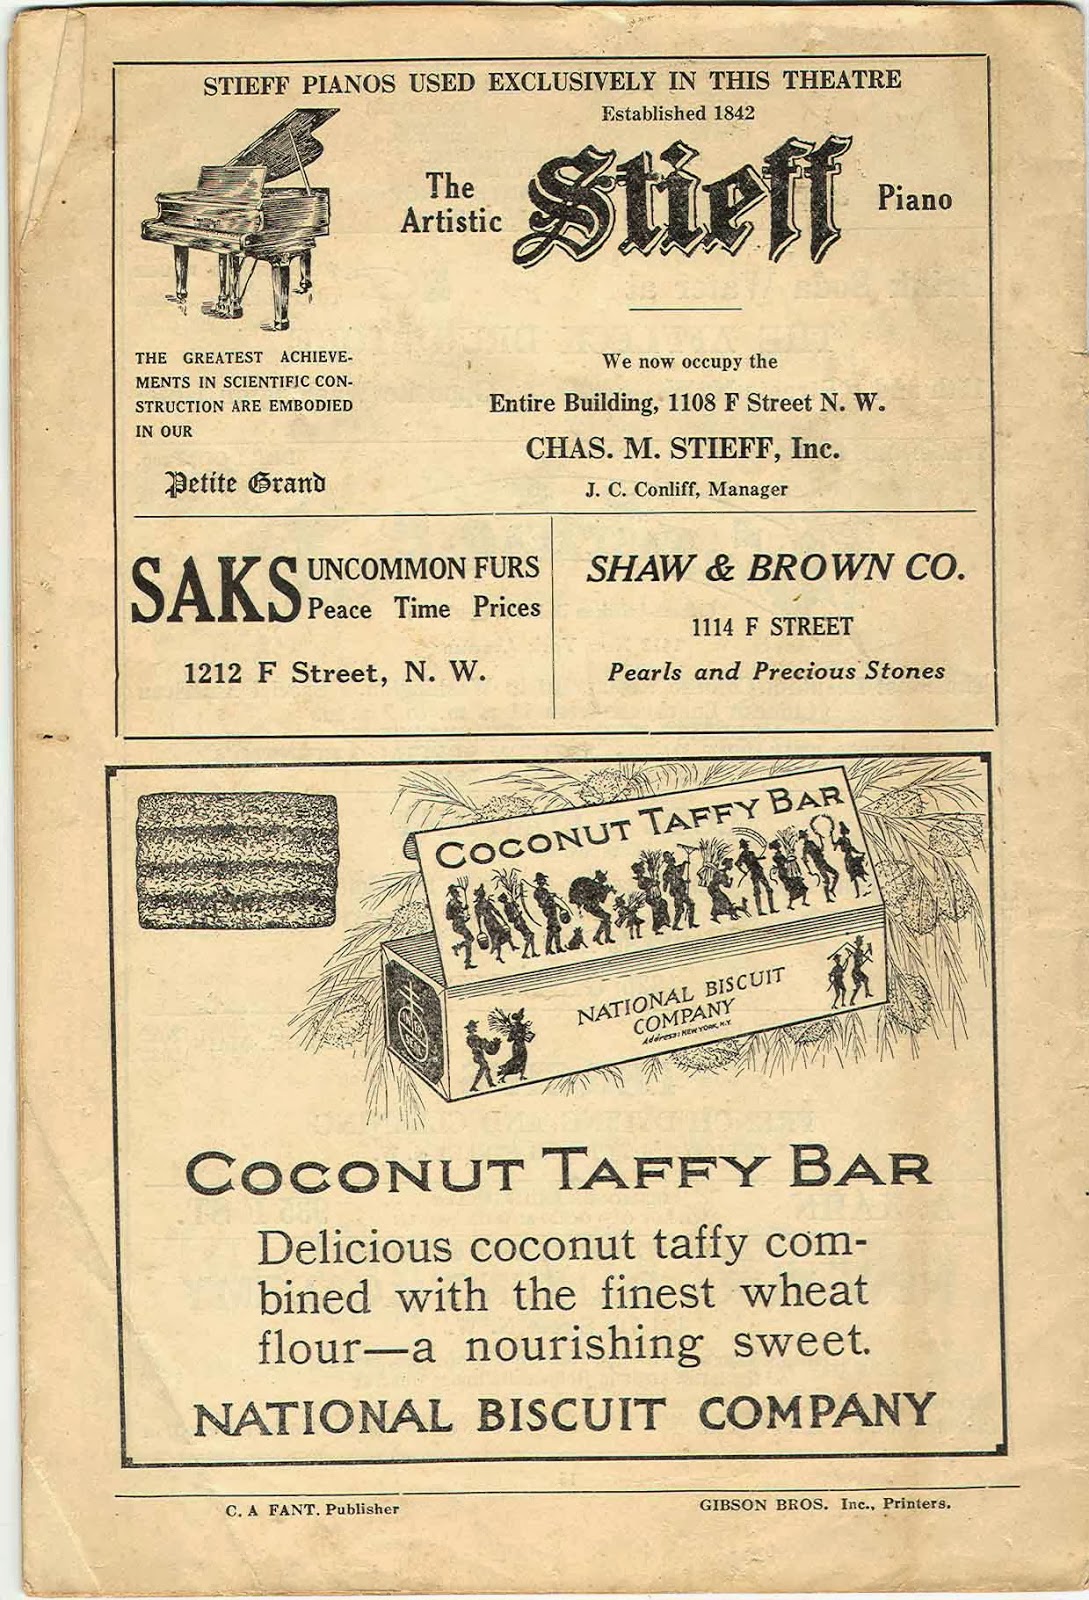 STIEFF PIANOS USED EXCLUSIVELY IN THIS THEATRE
Established 1842
The
Artistic
Stieff
Piano
THE GREATEST ACHIEVE-
MENTS IN SCIENTIFIC CON-
STRUCTION ARE EMBODIED
IN OUR
Petite Grand
We now occupy the
Entire Building, 1108 F Street N. W.
CHAS. M. STIEFF, Inc.
J. C. Conliff, Manager
SAKS UNCOMMON FURS
Peace Time Prices
1212 F Street, N. W.
SHAW & BROWN CO.
1114 F STREET
Pearls and Precious Stones
COCONUT TAFFY BAR
NATIONAL BISCUIT
COMPANY
Address: NEW YORK, N.Y.
COCONUT TAFFY BAR
Delicious coconut taffy com-
bined with the finest wheat
flour—a nourishing sweet.
NATIONAL BISCUIT COMPANY
C. A FANT. Publisher
GIBSON BROS. Inc., Printers.